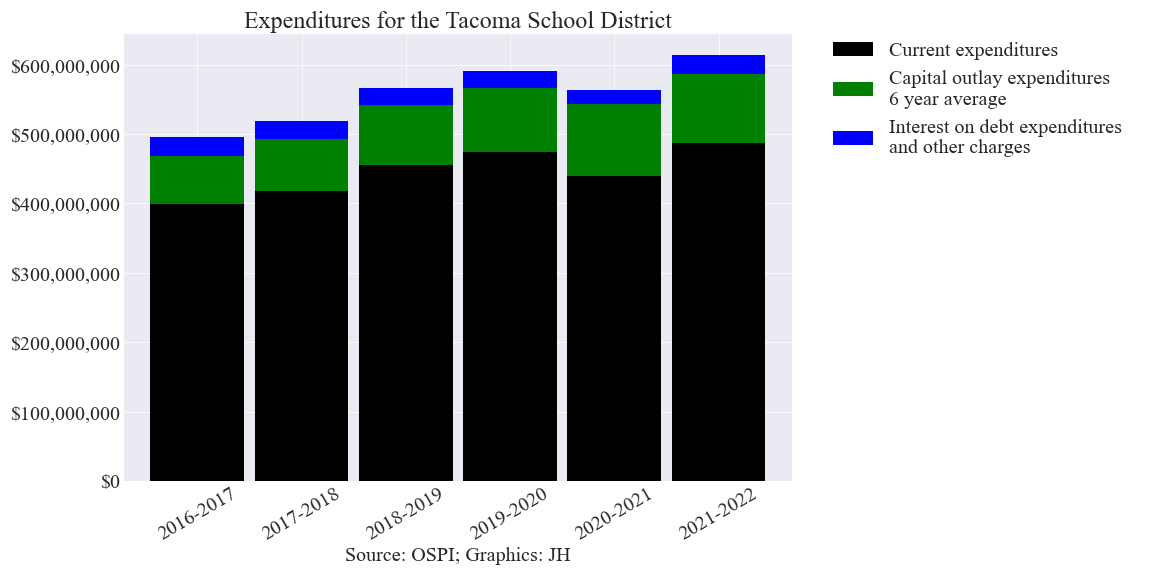 Expenditures for the Tacoma School District
$600,000,000
$500,000,000
$400,000,000
$300,000,000
$200,000,000
$100,000,000
$0
2016-2017
2017-2018
2018-2019
2019-2020
2020-2021
2021-2022
Source: OSPI; Graphics: JH
Current expenditures
Capital outlay expenditures
6 year average
Interest on debt expenditures
and other charges